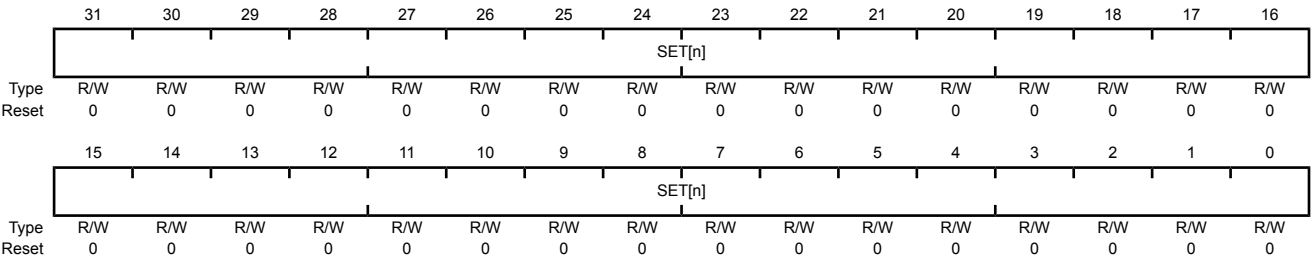 31 30 29 28 27 26 25 24 23 22 21 20 19 18 17 16
SET[n]
Type R/W R/W R/W R/W R/W R/W R/W R/W R/W R/W R/W R/W R/W R/W R/W R/W
Reset 0 0 0 0 0 0 0 0 0 0 0 0 0 0 0 0
15 14 13 12 11 10 9 8 7 6 5 4 3 2 1 0
SET[n]
Type R/W R/W R/W R/W R/W R/W R/W R/W R/W R/W R/W R/W R/W R/W R/W R/W
Reset 0 0 0 0 0 0 0 0 0 0 0 0 0 0 0 0